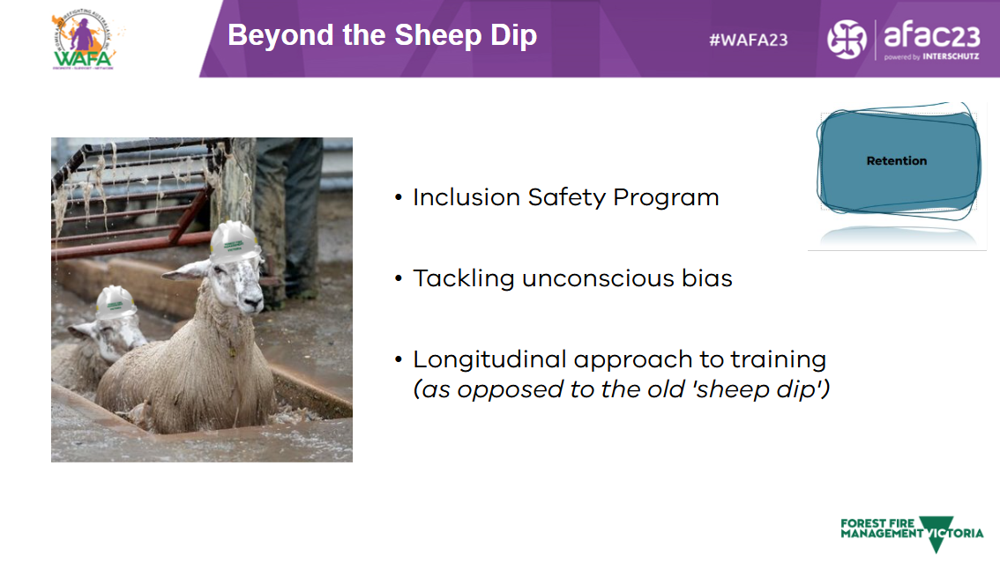 WAFA
Beyond the Sheep Dip
#WAFA23
afac23
powered by INTERSCHUTZ
Retention
• Inclusion Safety Program
• Tackling unconscious bias
• Longitudinal approach to training
(as opposed to the old 'sheep dip')
FOREST FIRE
MANAGEMENT VICTORIA